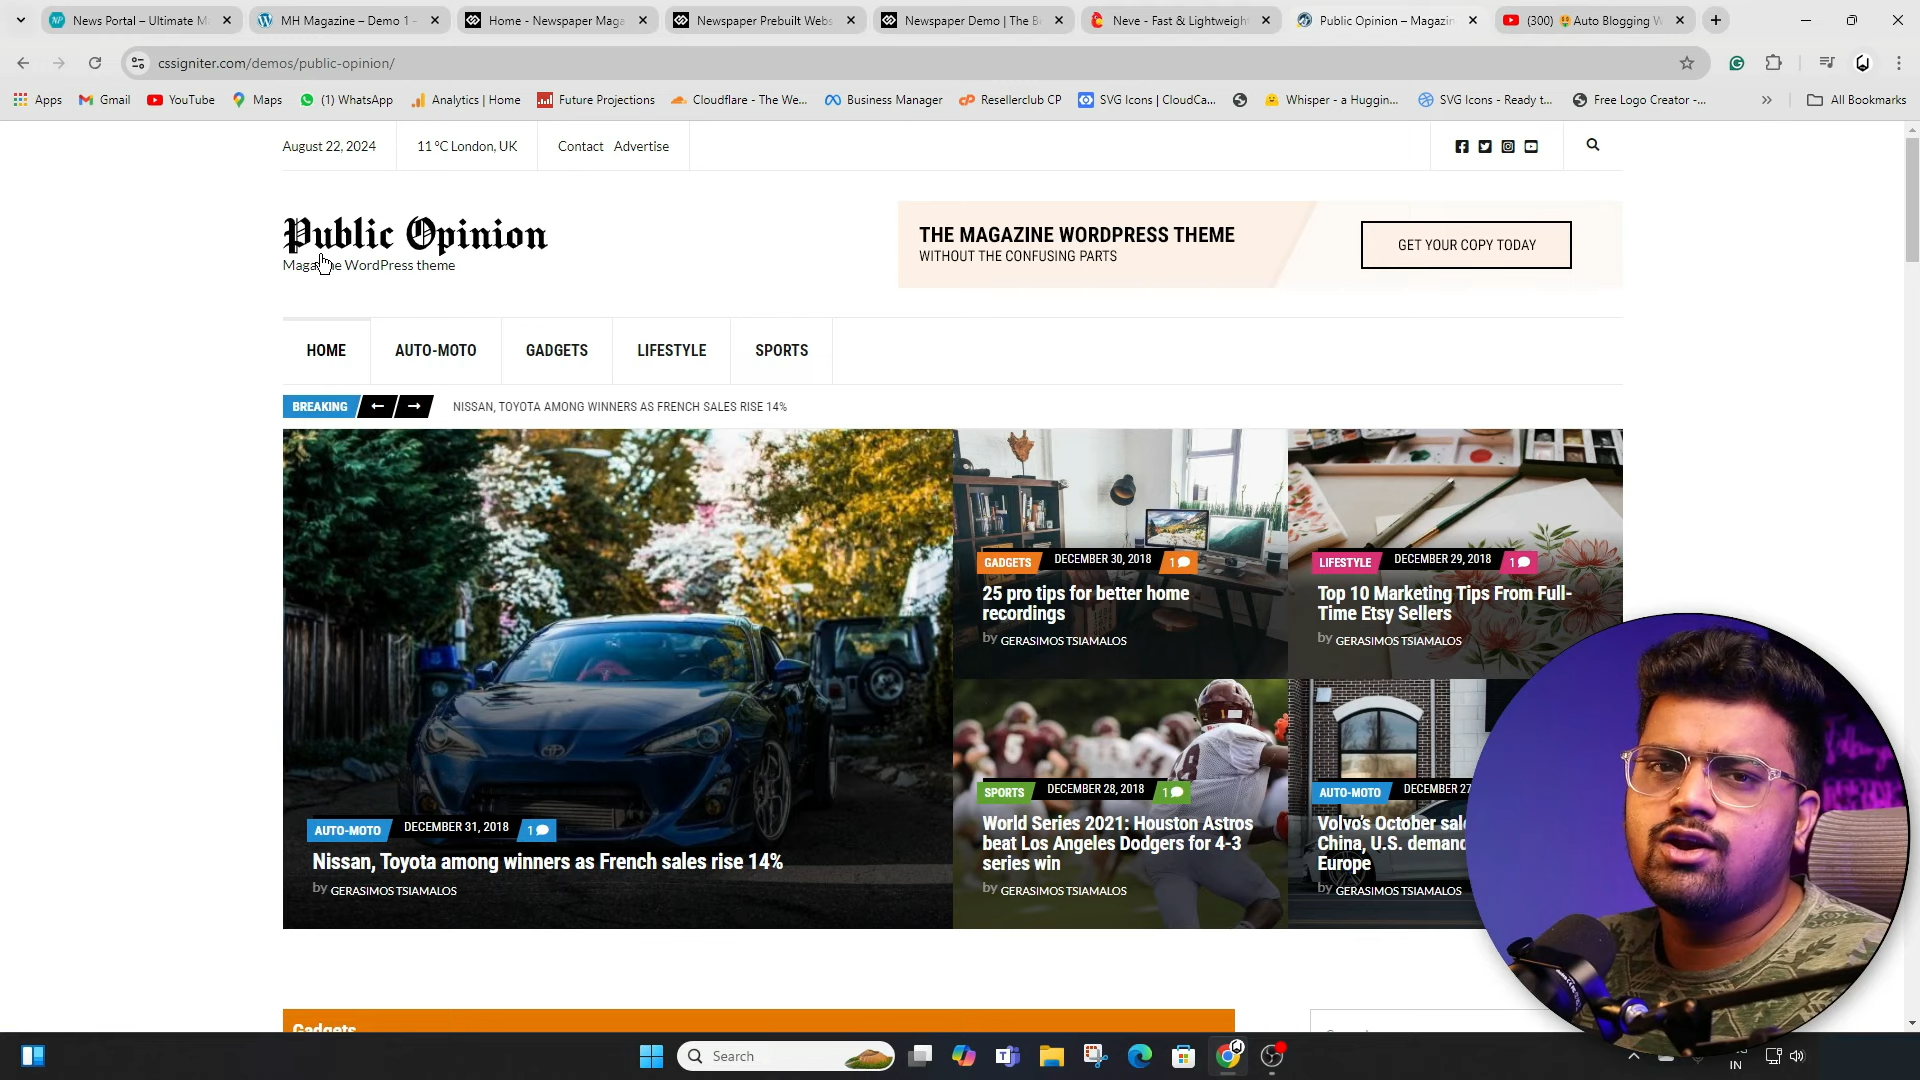 News Portal – Ultimate M
MH Magazine – Demo 1 –
Home - Newspaper Maga
Newspaper Prebuilt Webs
Newspaper Demo | The B
Neve - Fast & Lightweight
Public Opinion – Magazin
(300) Auto Blogging W
cssigniter.com/demos/public-opinion/
Apps
Gmail
YouTube
Maps
(1) WhatsApp
Analytics | Home
Future Projections
Cloudflare - The We...
Business Manager
Resellerclub CP
SVG Icons | CloudCa...
Whisper - a Huggin...
SVG Icons - Ready t...
Free Logo Creator -...
All Bookmarks
August 22, 2024
11 °C London, UK
Contact Advertise
Public Opinion
Magazine WordPress theme
THE MAGAZINE WORDPRESS THEME
WITHOUT THE CONFUSING PARTS
GET YOUR COPY TODAY
HOME
AUTO-MOTO
GADGETS
LIFESTYLE
SPORTS
BREAKING
NISSAN, TOYOTA AMONG WINNERS AS FRENCH SALES RISE 14%
AUTO-MOTO DECEMBER 31, 2018 1
Nissan, Toyota among winners as French sales rise 14%
by GERASIMOS TSIAMALOS
GADGETS DECEMBER 30, 2018 1
25 pro tips for better home
recordings
by GERASIMOS TSIAMALOS
LIFESTYLE DECEMBER 29, 2018 1
Top 10 Marketing Tips From Full-
Time Etsy Sellers
by GERASIMOS TSIAMALOS
SPORTS DECEMBER 28, 2018 1
World Series 2021: Houston Astros
beat Los Angeles Dodgers for 4-3
series win
by GERASIMOS TSIAMALOS
AUTO-MOTO DECEMBER 27
Volvo's October sal
China, U.S. demand
Europe
by GERASIMOS TSIAMALOS
Gadgets
Search
IN